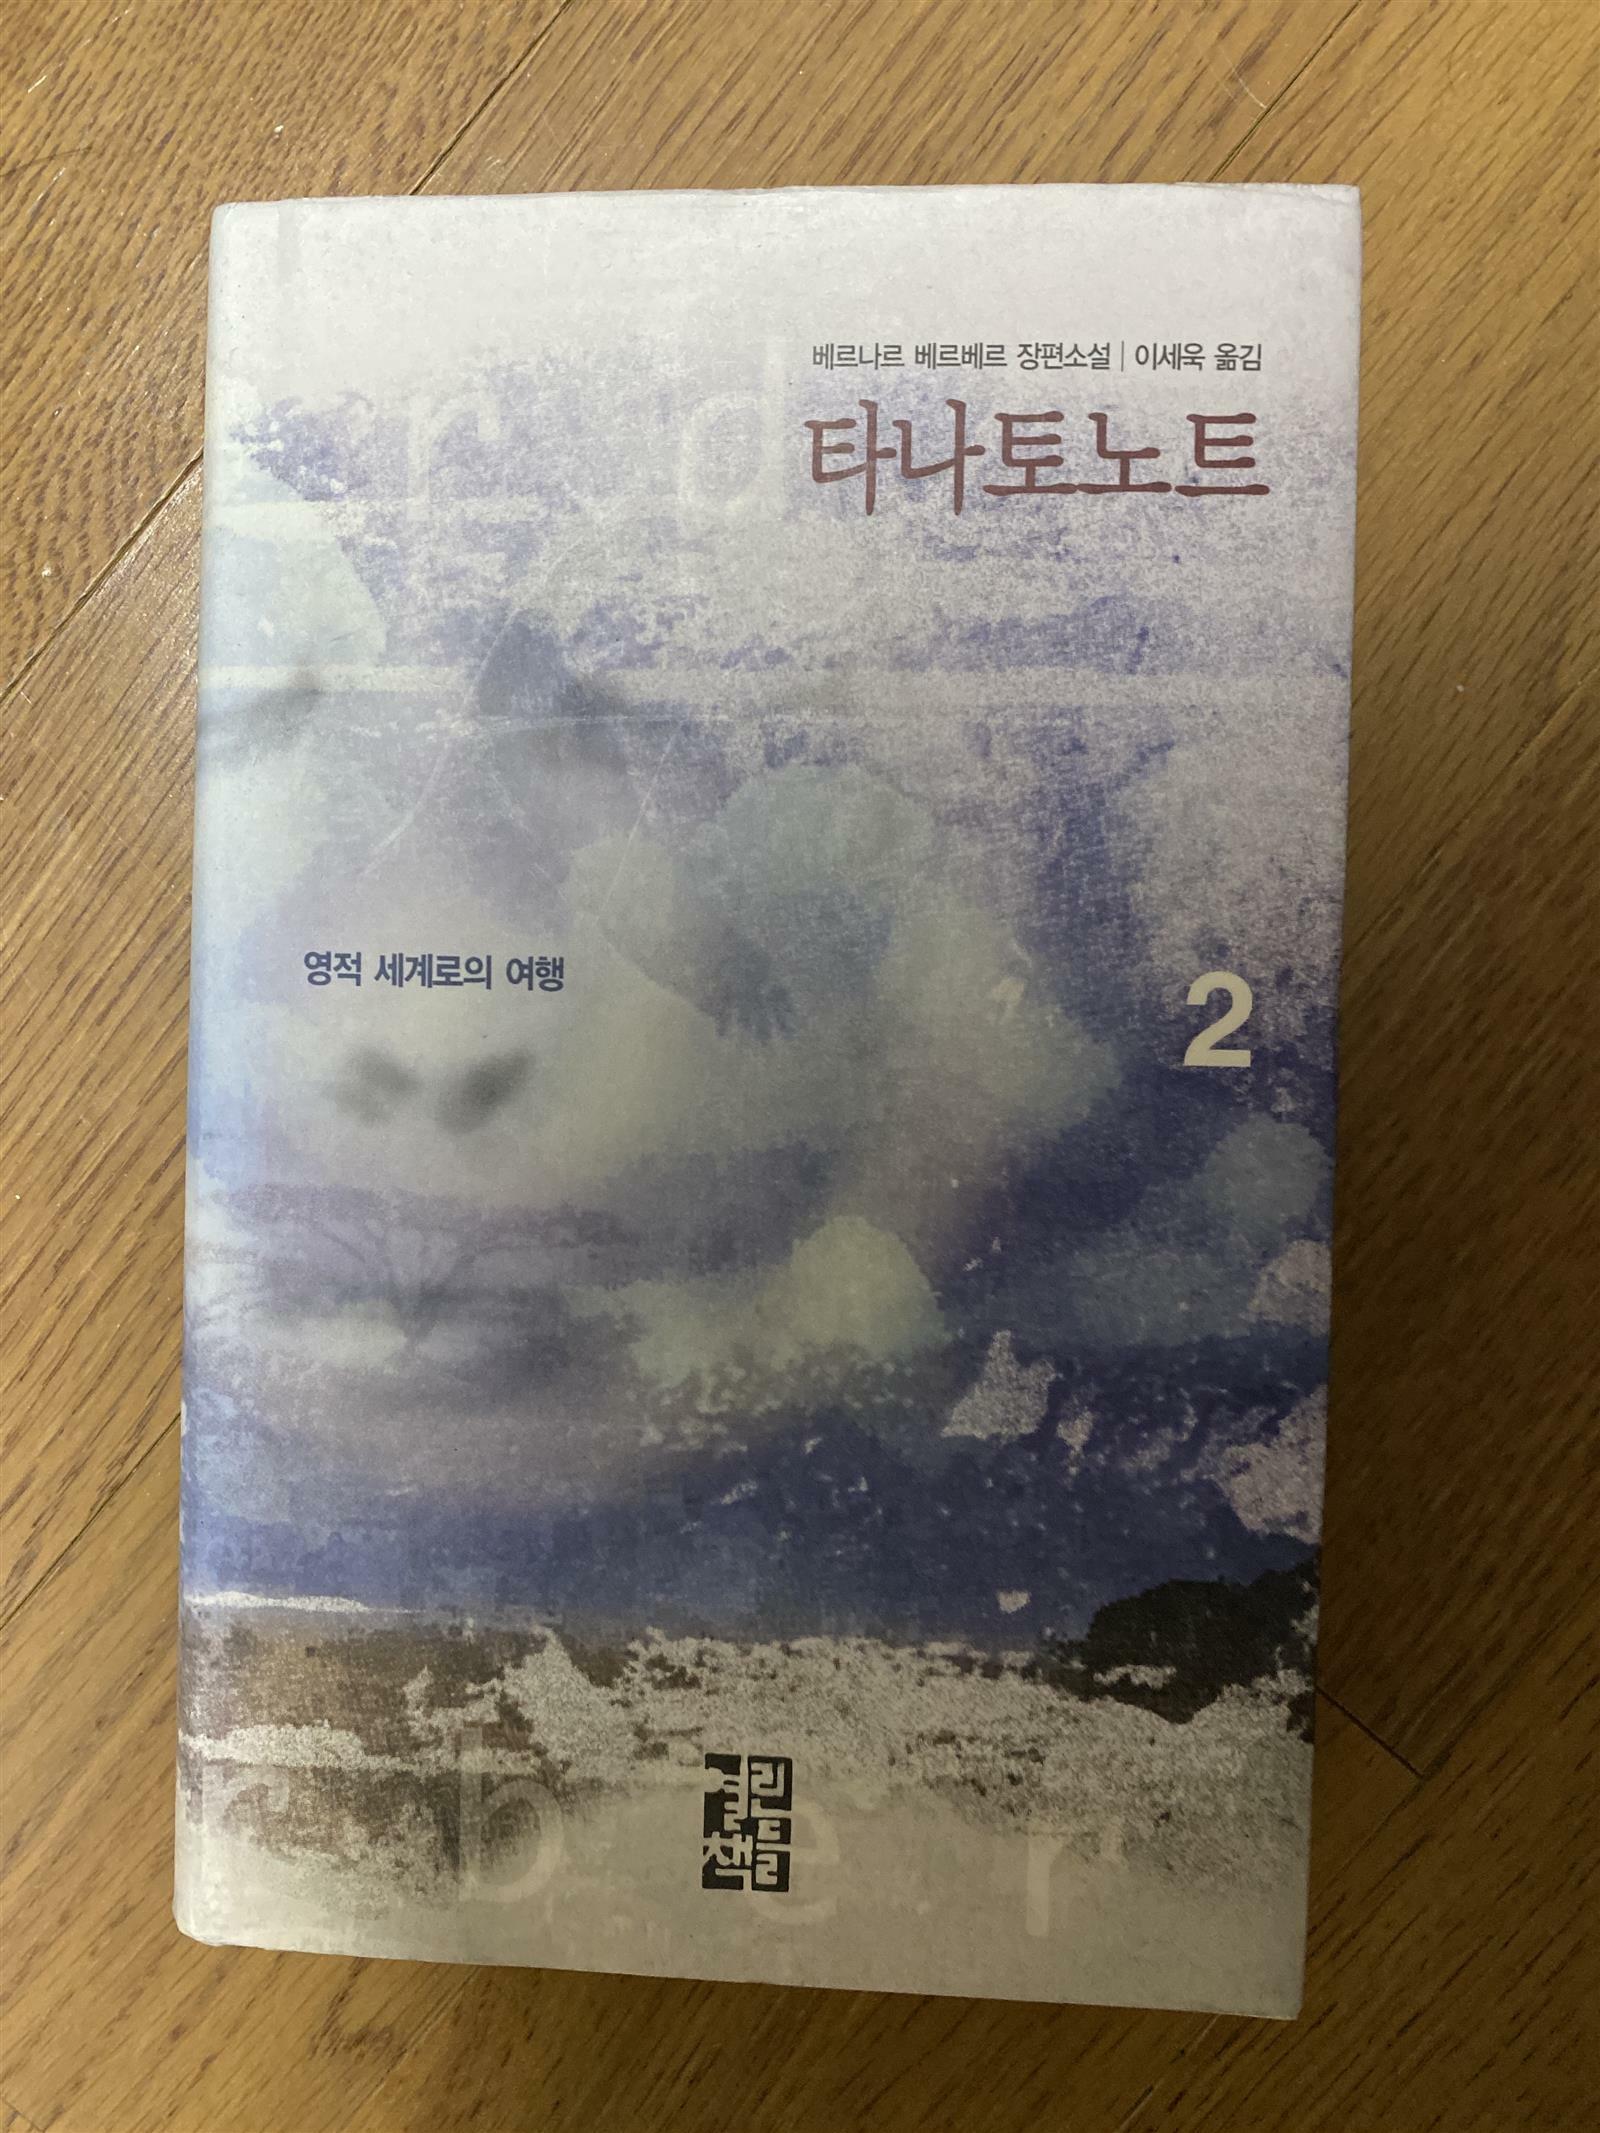 베르나르 베르베르 장편소설 | 이세욱 옮김
타나토노트
r d
영적 세계로의 여행
2
b e r
열린책들